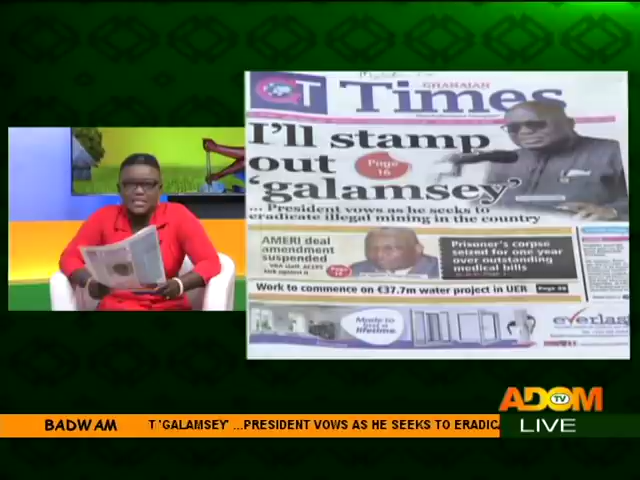 GT
GHANAIAN
Times
I'll stamp
out
'galamsey'
Page
16
... President vows as he seeks to
eradicate illegal mining in the country
AMERI deal
amendment
suspended
Prisoner's corpse
seized for one year
over outstanding
medical bills
Work to commence on €37.7m water project in UER
Made to
last a
lifetime.
everlast
BADWAM
T 'GALAMSEY' ...PRESIDENT VOWS AS HE SEEKS TO ERADICA
ADOM
TV
LIVE